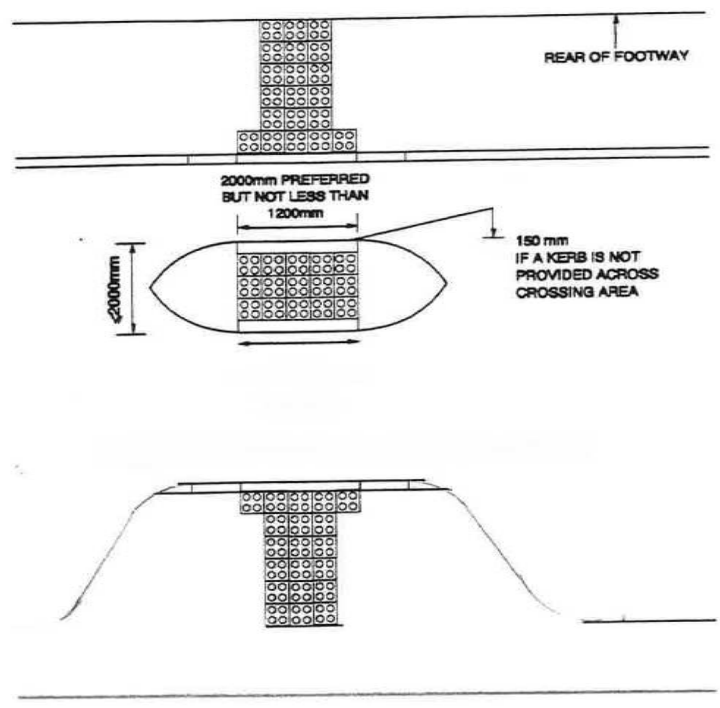 REAR OF FOOTWAY
2000mm PREFERRED
BUT NOT LESS THAN
1200mm
150 mm
IF A KERB IS NOT
PROVIDED ACROSS
CROSSING AREA
≮2000mm